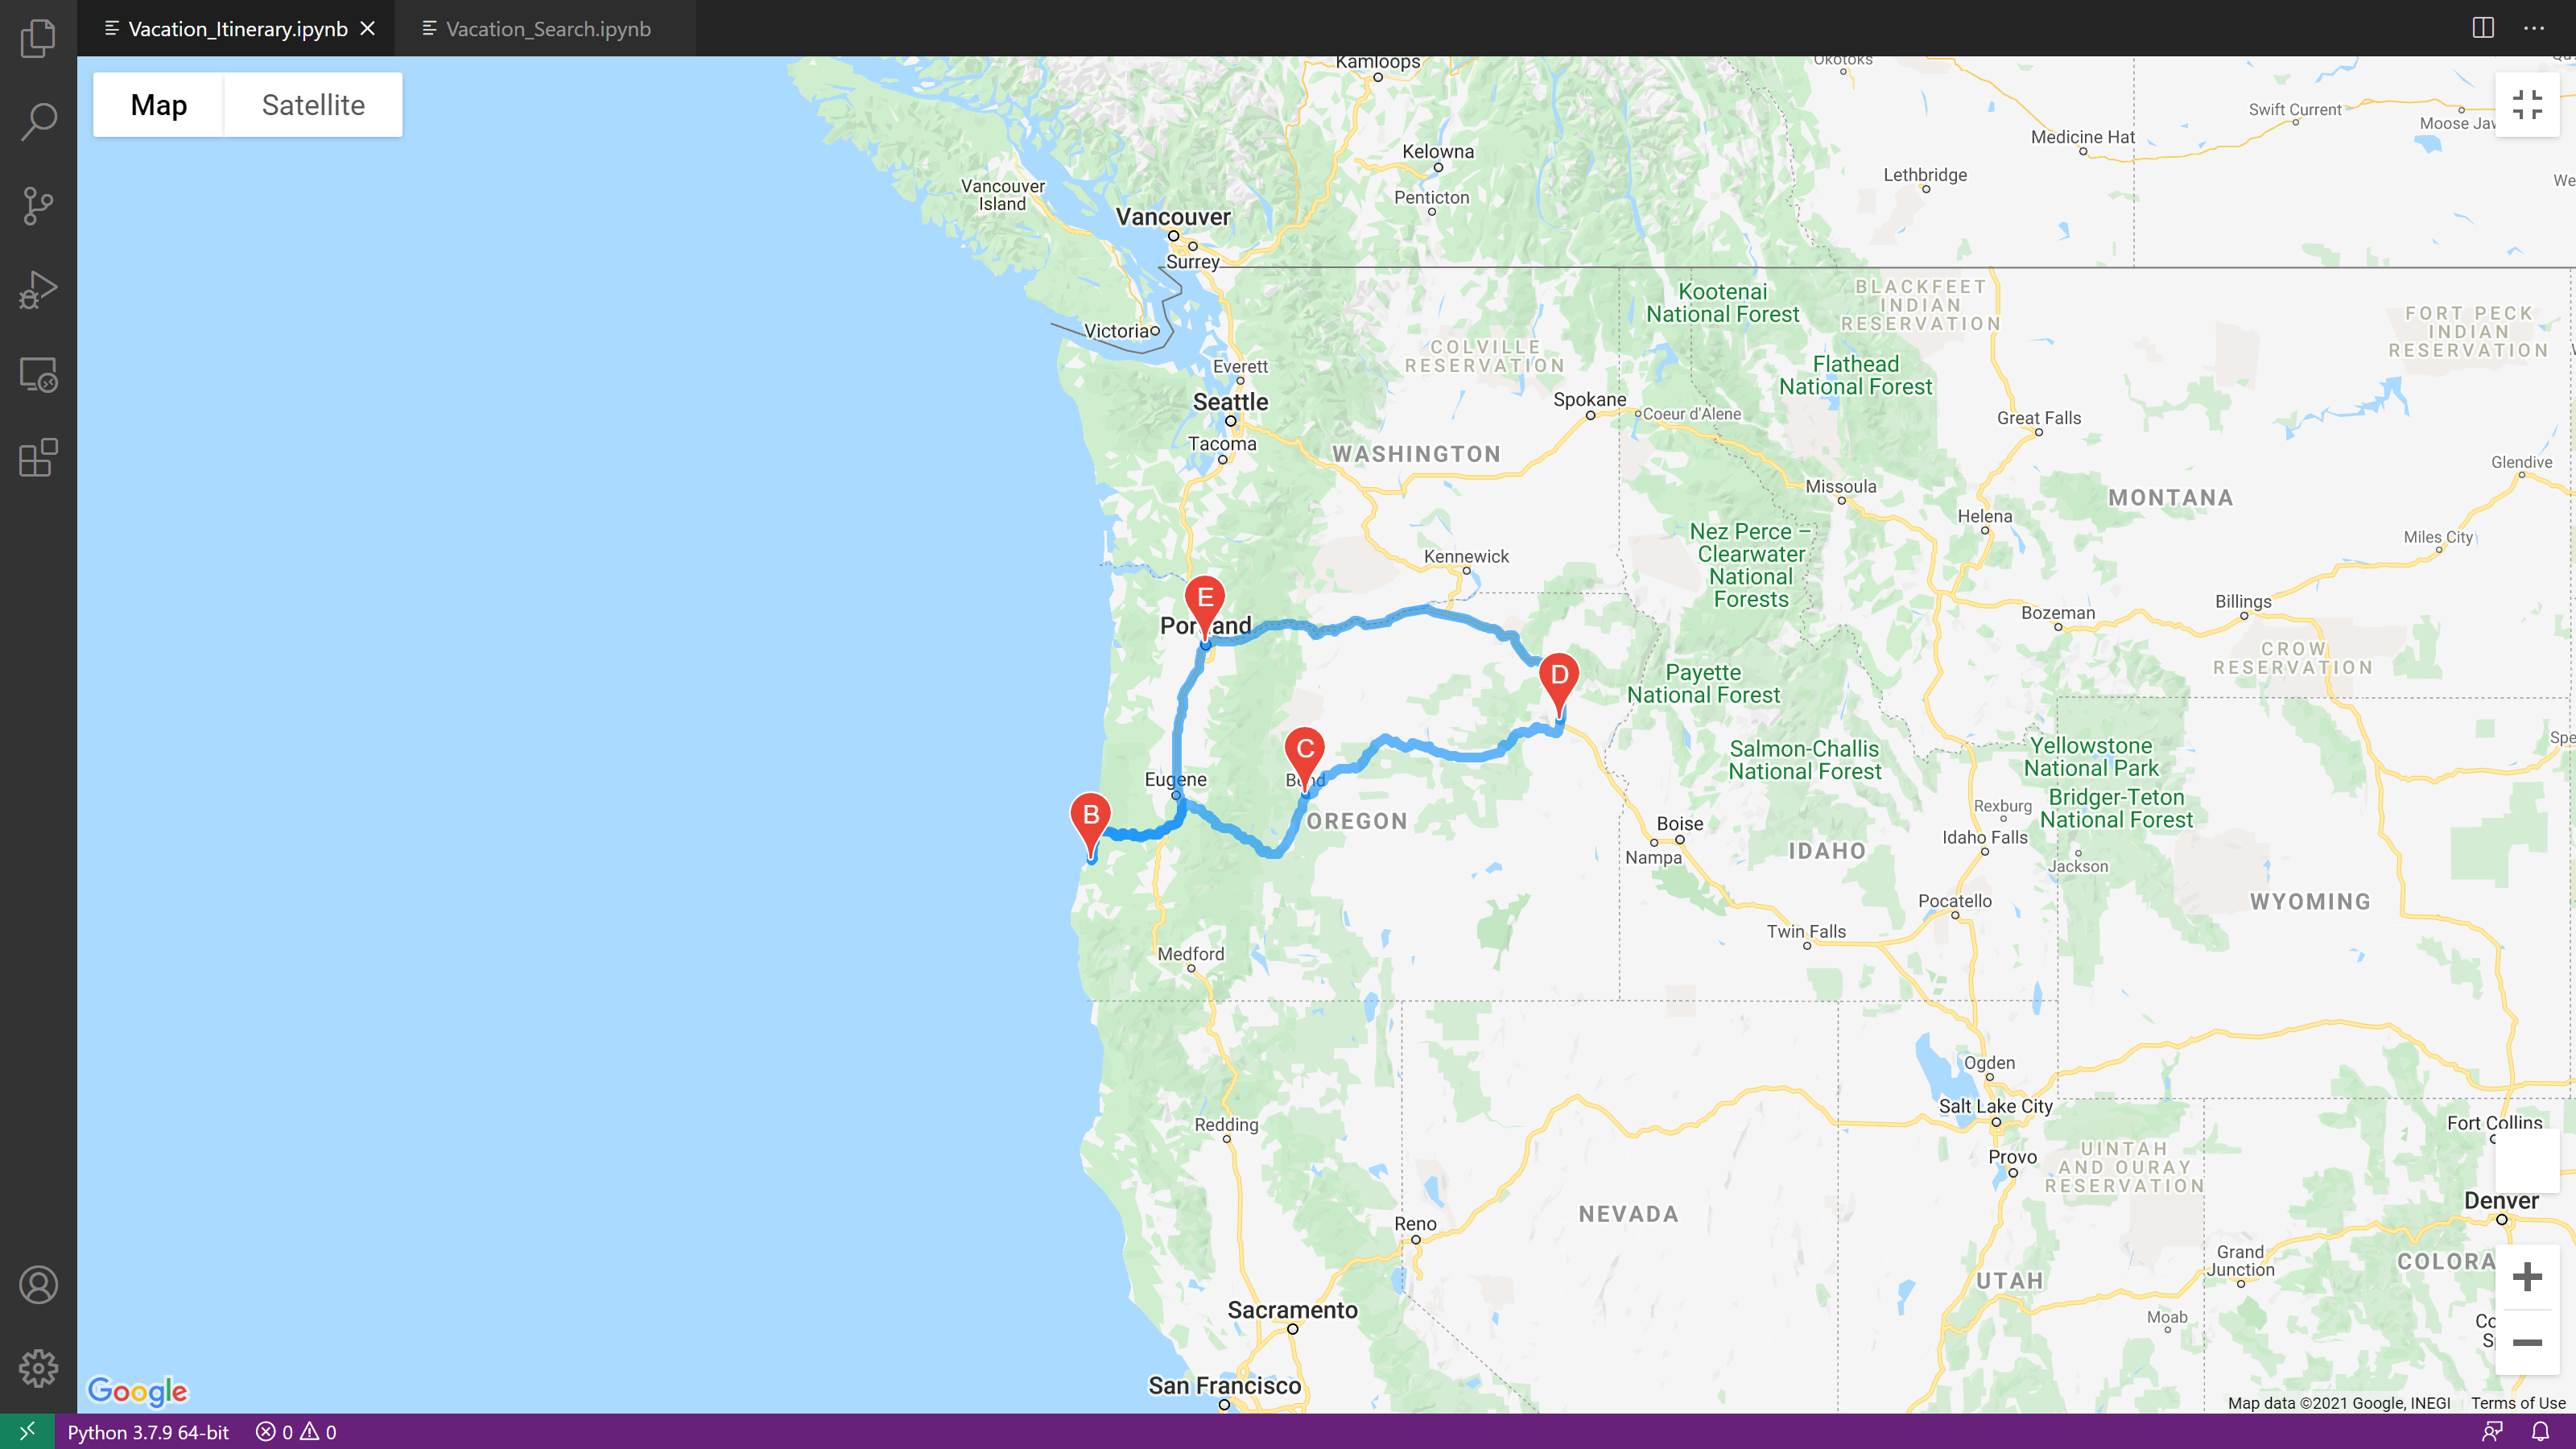 Vacation_Itinerary.ipynb
Vacation_Search.ipynb
Map
Satellite
Kamloops
Okotoks
Swift Current
Medicine Hat
Kelowna
Lethbridge
Vancouver
Island
Penticton
Vancouver
Surrey
Kootenai
National Forest
BLACKFEET
INDIAN
RESERVATION
FORT PECK
INDIAN
RESERVATION
Victoria
COLVILLE
RESERVATION
Everett
Flathead
National Forest
Seattle
Spokane
Coeur d'Alene
Great Falls
Tacoma
WASHINGTON
Glendive
Missoula
MONTANA
Helena
Nez Perce –
Clearwater
National
Forests
Miles City
Kennewick
E
Portland
Billings
Bozeman
CROW
RESERVATION
D
Payette
National Forest
C
Salmon-Challis
National Forest
Yellowstone
National Park
Eugene
Bend
B
Bridger-Teton
National Forest
Rexburg
OREGON
Boise
Nampa
IDAHO
Idaho Falls
Jackson
Pocatello
WYOMING
Twin Falls
Medford
Ogden
Salt Lake City
Redding
Fort Collins
Provo
UINTAH
AND OURAY
RESERVATION
Denver
NEVADA
Reno
Grand
Junction
COLORA
UTAH
Sacramento
Moab
San Francisco
Google
Map data ©2021 Google, INEGI
Terms of Use
Python 3.7.9 64-bit
0
0